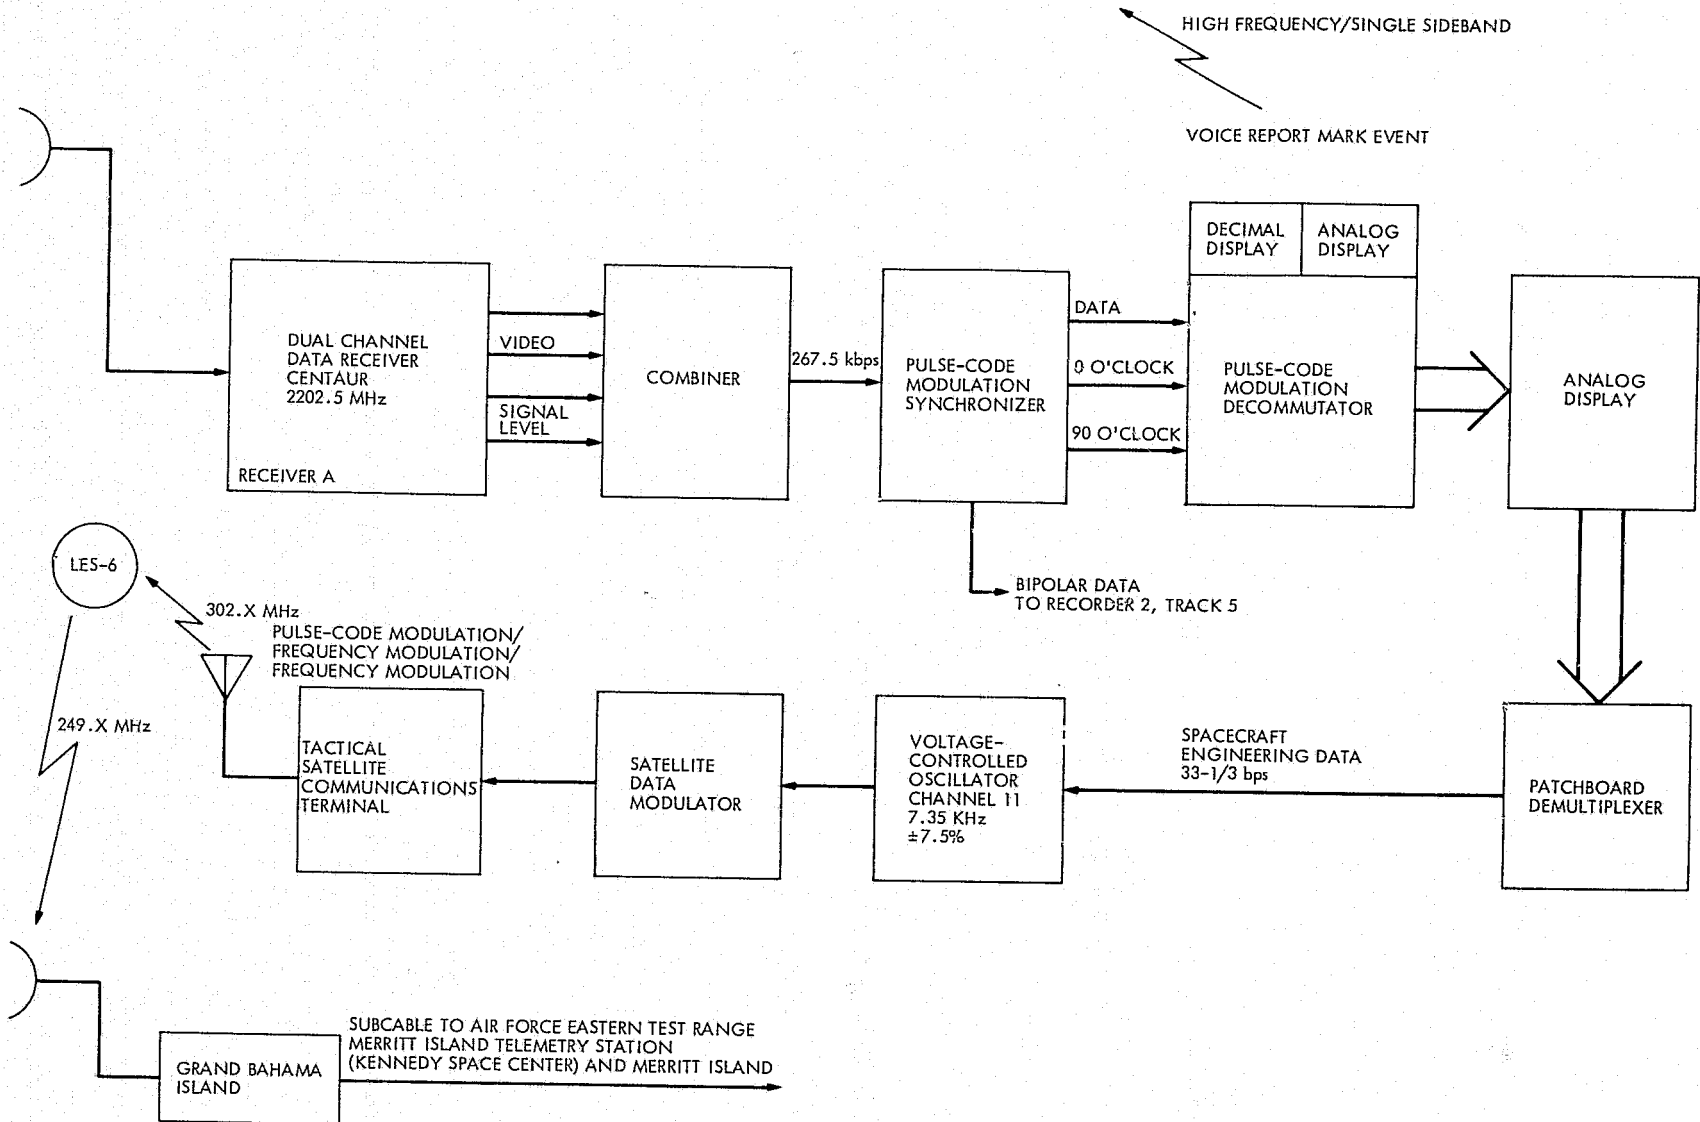 HIGH FREQUENCY/SINGLE SIDEBAND
VOICE REPORT MARK EVENT
DECIMAL
DISPLAY
ANALOG
DISPLAY
DUAL CHANNEL
DATA RECEIVER
CENTAUR
2202.5 MHz
RECEIVER A
VIDEO
SIGNAL
LEVEL
COMBINER
267.5 kbps
PULSE-CODE
MODULATION
SYNCHRONIZER
DATA
0 O'CLOCK
90 O'CLOCK
PULSE-CODE
MODULATION
DECOMMUTATOR
ANALOG
DISPLAY
BIPOLAR DATA
TO RECORDER 2, TRACK 5
LES-6
302.X MHz
PULSE-CODE MODULATION/
FREQUENCY MODULATION/
FREQUENCY MODULATION
249.X MHz
TACTICAL
SATELLITE
COMMUNICATIONS
TERMINAL
SATELLITE
DATA
MODULATOR
VOLTAGE-
CONTROLLED
OSCILLATOR
CHANNEL 11
7.35 KHz
±7.5%
SPACECRAFT
ENGINEERING DATA
33-1/3 bps
PATCHBOARD
DEMULTIPLEXER
GRAND BAHAMA
ISLAND
SUBCABLE TO AIR FORCE EASTERN TEST RANGE
MERRITT ISLAND TELEMETRY STATION
(KENNEDY SPACE CENTER) AND MERRITT ISLAND